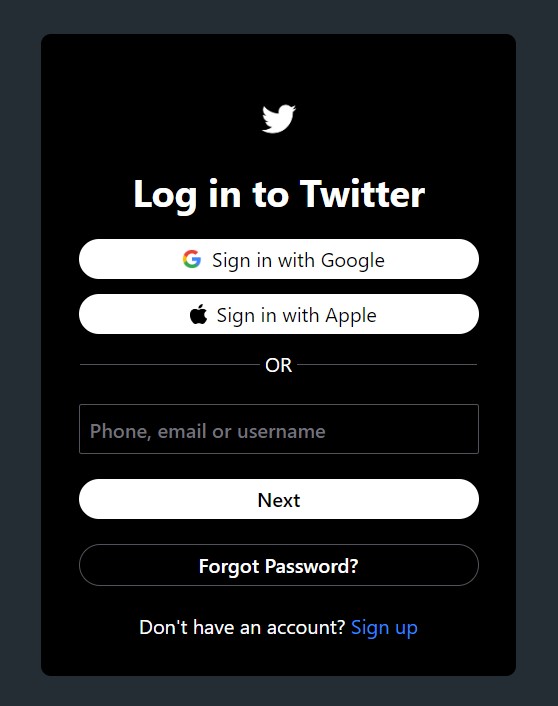 Log in to Twitter
Sign in with Google
Sign in with Apple
OR
Phone, email or username
Next
Forgot Password?
Don't have an account? Sign up